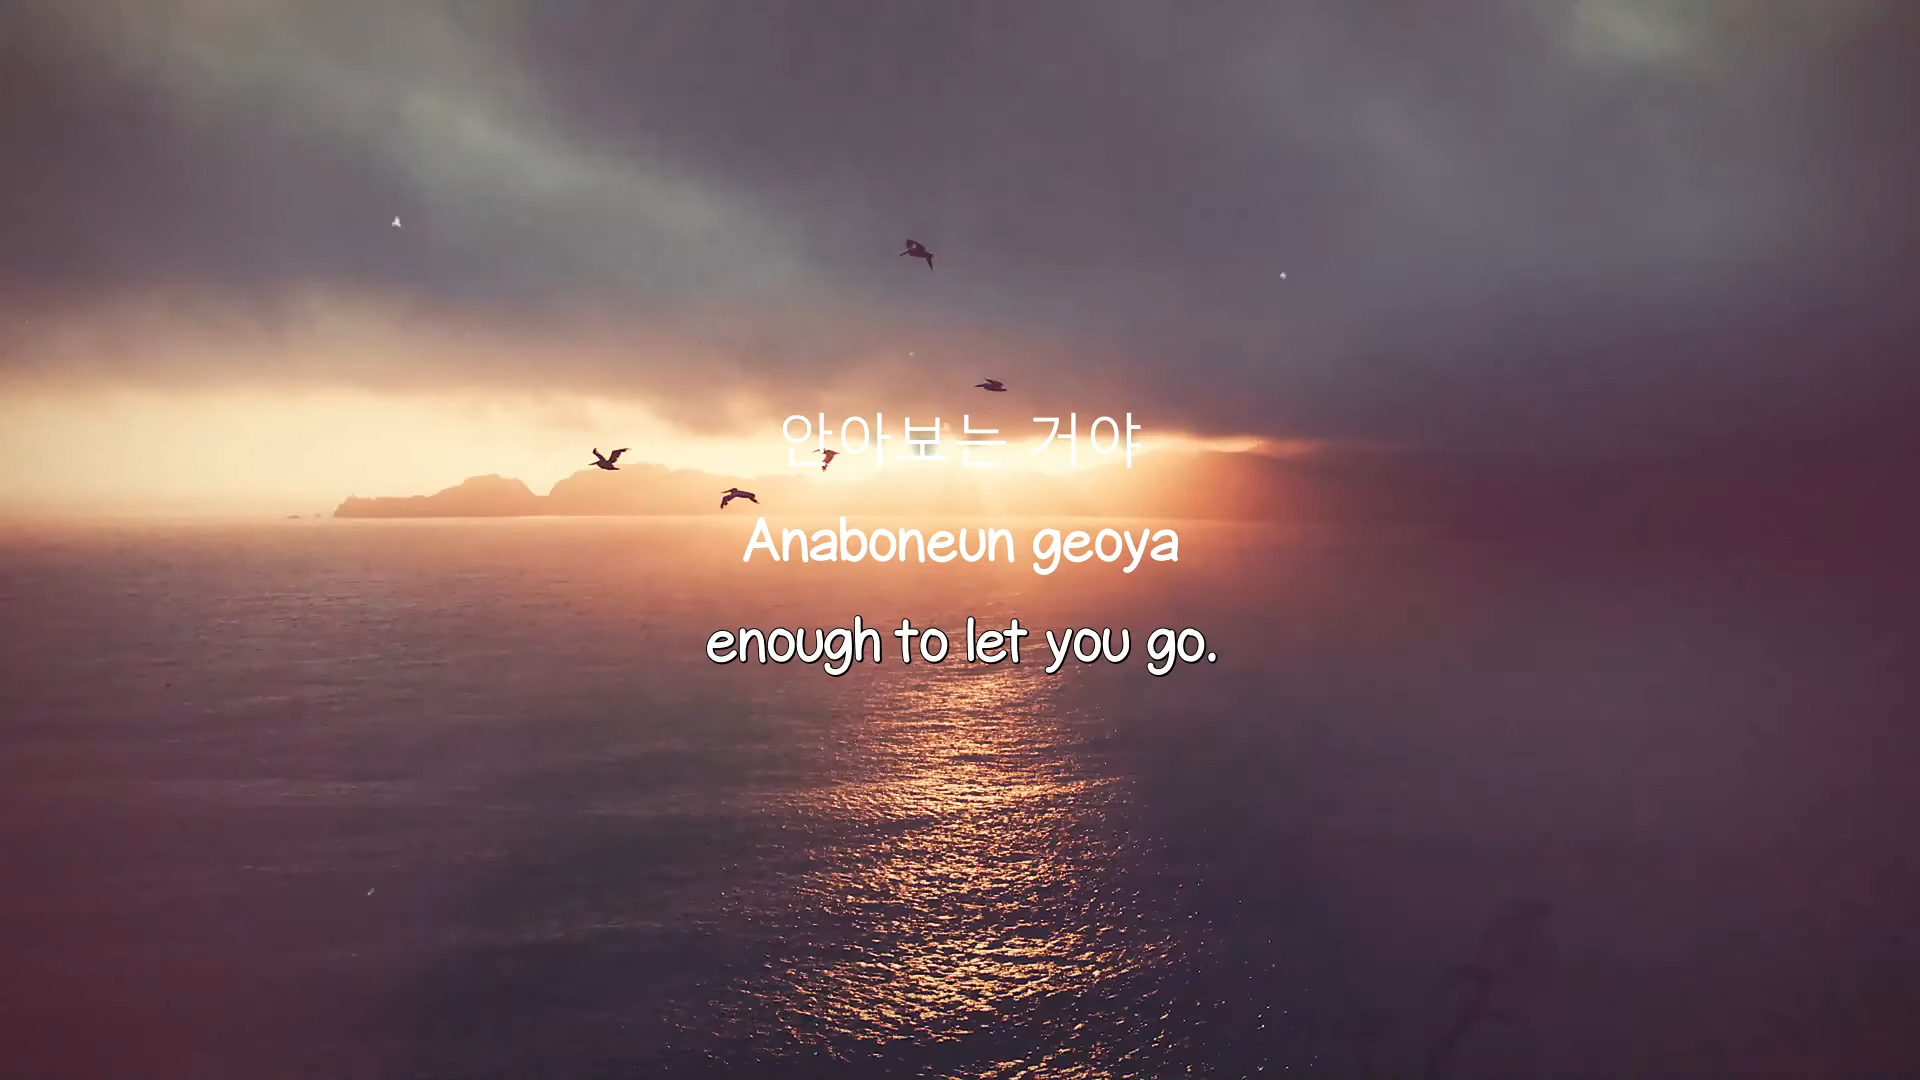 안아보는 거야
Anaboneun geoya
enough to let you go.